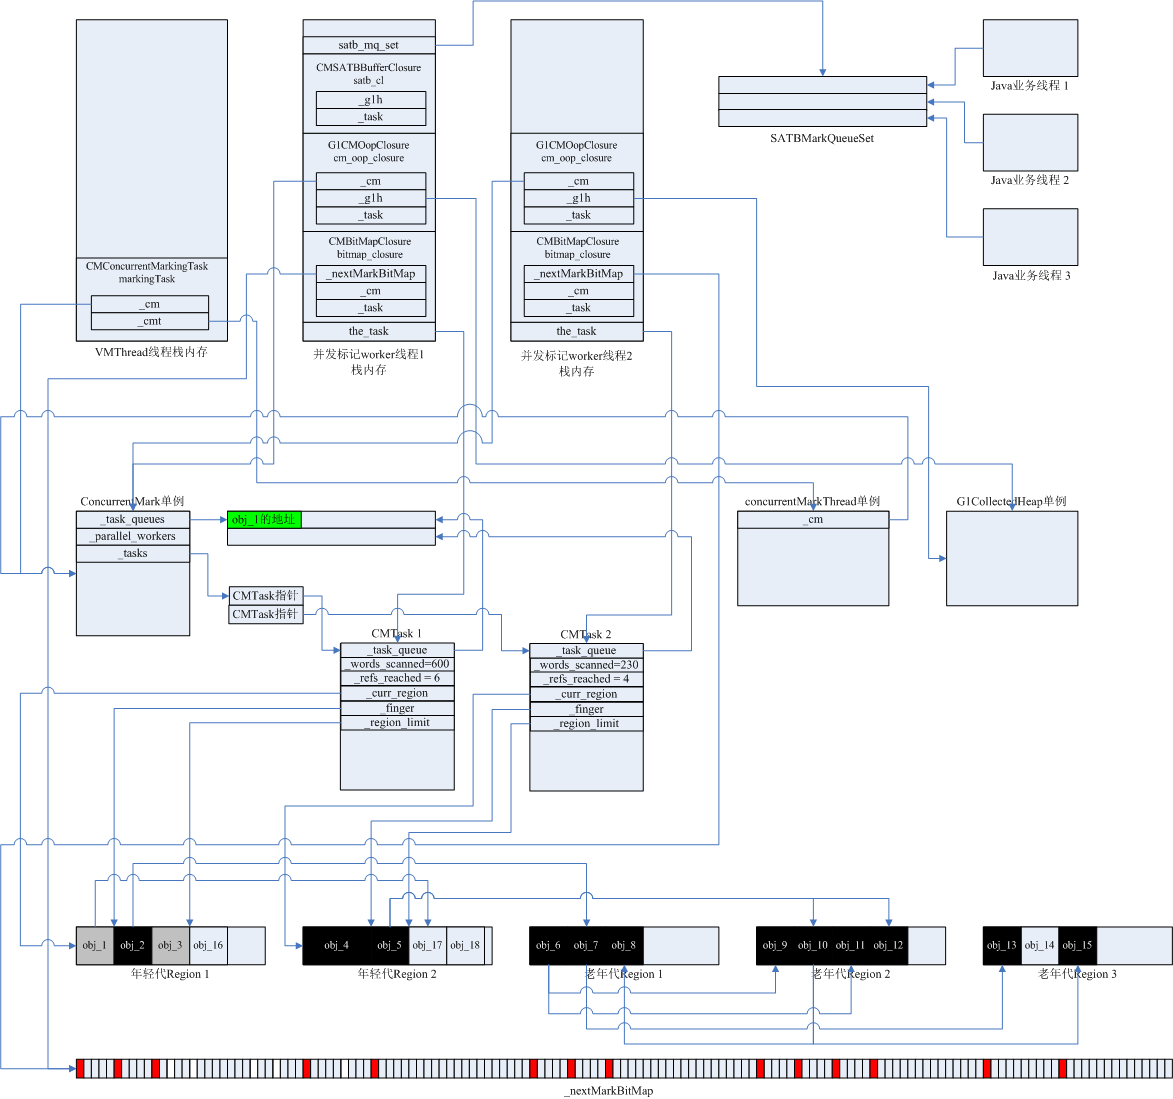 satb_mq_set
CMSATBBufferClosure
satb_cl
_g1h
_task
G1CMOopClosure
cm_oop_closure
_cm
_g1h
_task
CMBitMapClosure
bitmap_closure
_nextMarkBitMap
_cm
_task
the_task
并发标记worker线程1
栈内存
G1CMOopClosure
cm_oop_closure
_cm
_g1h
_task
CMBitMapClosure
bitmap_closure
_nextMarkBitMap
_cm
_task
the_task
并发标记worker线程2
栈内存
CMConcurrentMarkingTask
markingTask
_cm
_cmt
VMThread线程栈内存
SATBMarkQueueSet
Java业务线程 1
Java业务线程 2
Java业务线程 3
ConcurrentMark单例
_task_queues
_parallel_workers
_tasks
obj_1的地址
CMTask指针
CMTask指针
concurrentMarkThread单例
_cm
G1CollectedHeap单例
CMTask 1
_task_queue
_words_scanned=600
_refs_reached = 6
_curr_region
_finger
_region_limit
CMTask 2
_task_queue
_words_scanned=230
_refs_reached = 4
_curr_region
_finger
_region_limit
obj_1 obj_2 obj_3 obj_16
年轻代Region 1
obj_4 obj_5 obj_17 obj_18
年轻代Region 2
obj_6 obj_7 obj_8
老年代Region 1
obj_9 obj_10 obj_11 obj_12
老年代Region 2
obj_13 obj_14 obj_15
老年代Region 3
_nextMarkBitMap